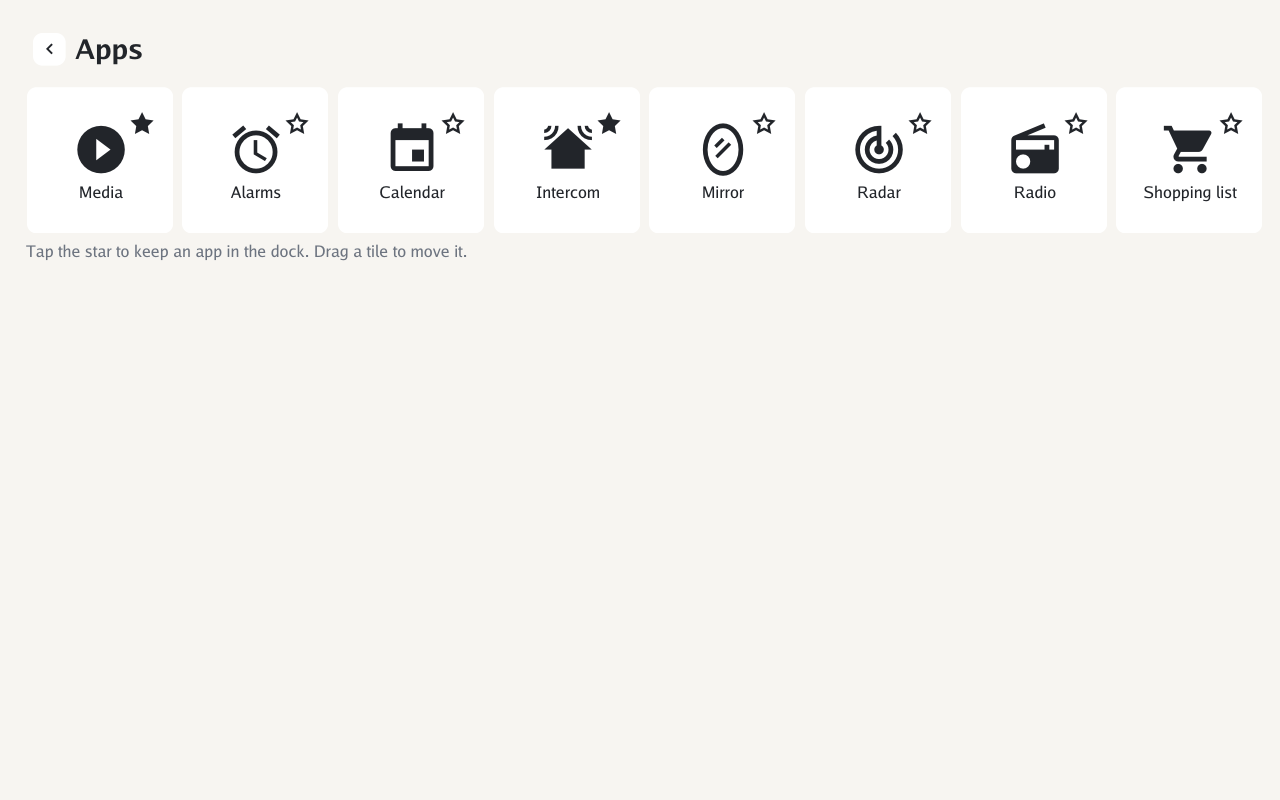 Apps
Media
Alarms
Calendar
Intercom
Mirror
Radar
Radio
Shopping list
Tap the star to keep an app in the dock. Drag a tile to move it.